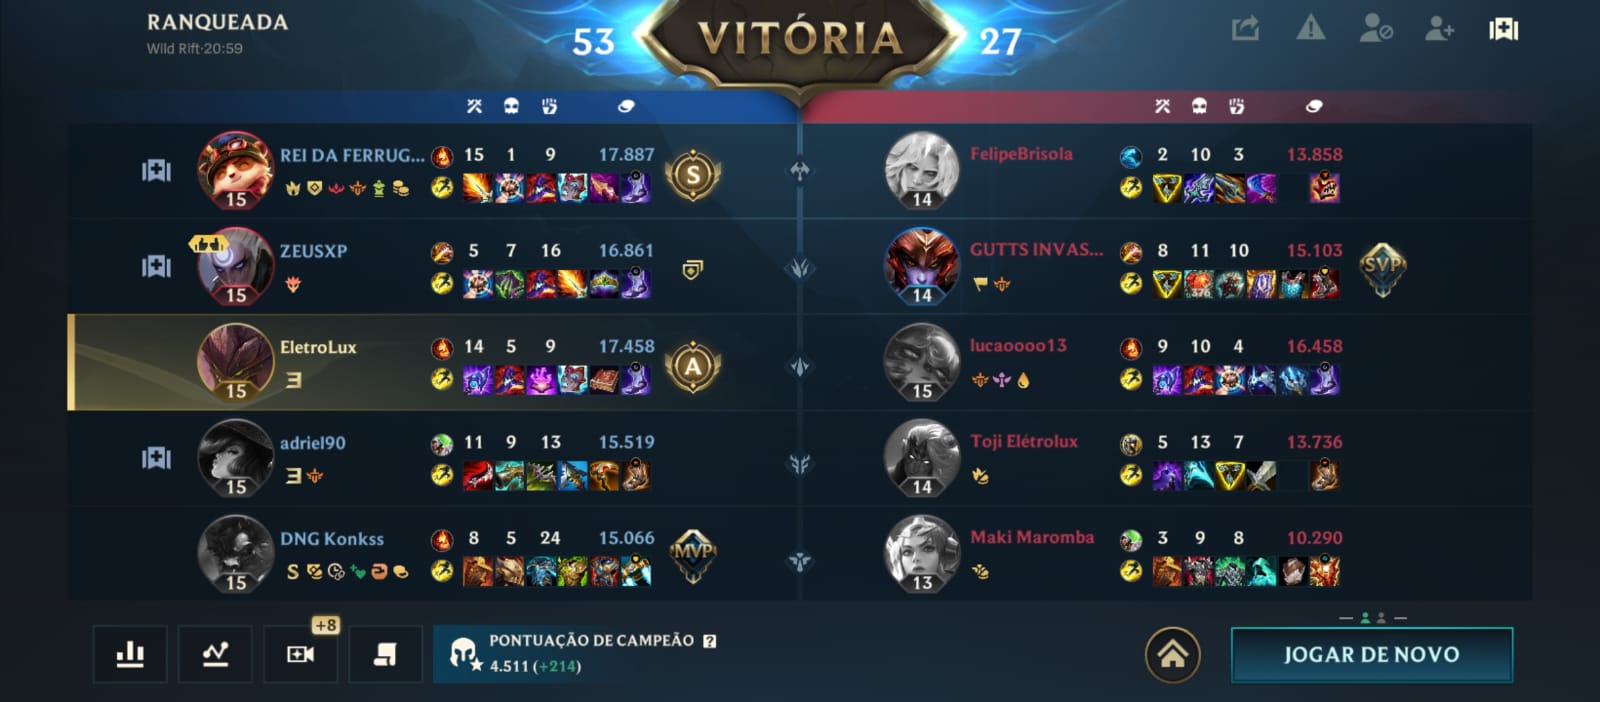 RANQUEADA
Wild Rift·20:59
53 VITÓRIA 27
REI DA FERRUG... 15 1 9 17.887
15
S
FelipeBrisola 2 10 3 13.858
14
ZEUSXP 5 7 16 16.861
15
GUTTS INVAS... 8 11 10 15.103
14
SVP
EletroLux 14 5 9 17.458
15
A
lucaoooo13 9 10 4 16.458
15
adriel90 11 9 13 15.519
15
Toji Elétrolux 5 13 7 13.736
14
DNG Konkss 8 5 24 15.066
15
S
MVP
Maki Maromba 3 9 8 10.290
13
+8
PONTUAÇÃO DE CAMPEÃO ?
4.511 (+214)
JOGAR DE NOVO